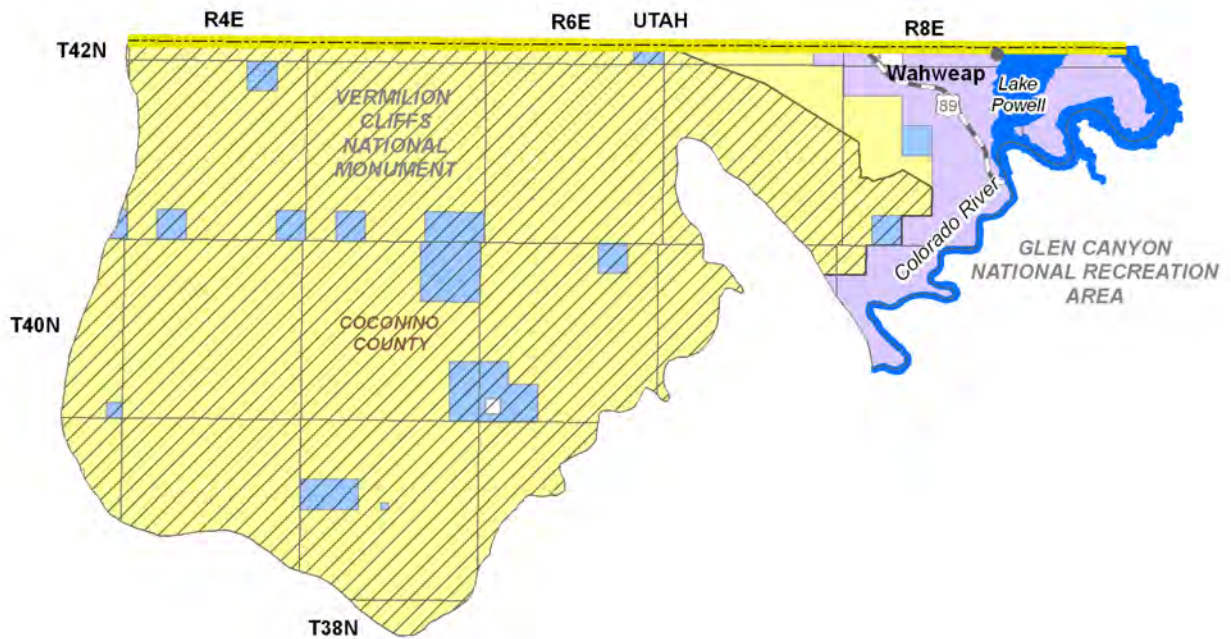 R4E
R6E
UTAH
R8E
T42N
Wahweap
Lake
Powell
89
VERMILION
CLIFFS
NATIONAL
MONUMENT
Colorado River
GLEN CANYON
NATIONAL RECREATION
AREA
T40N
COCONINO
COUNTY
T38N